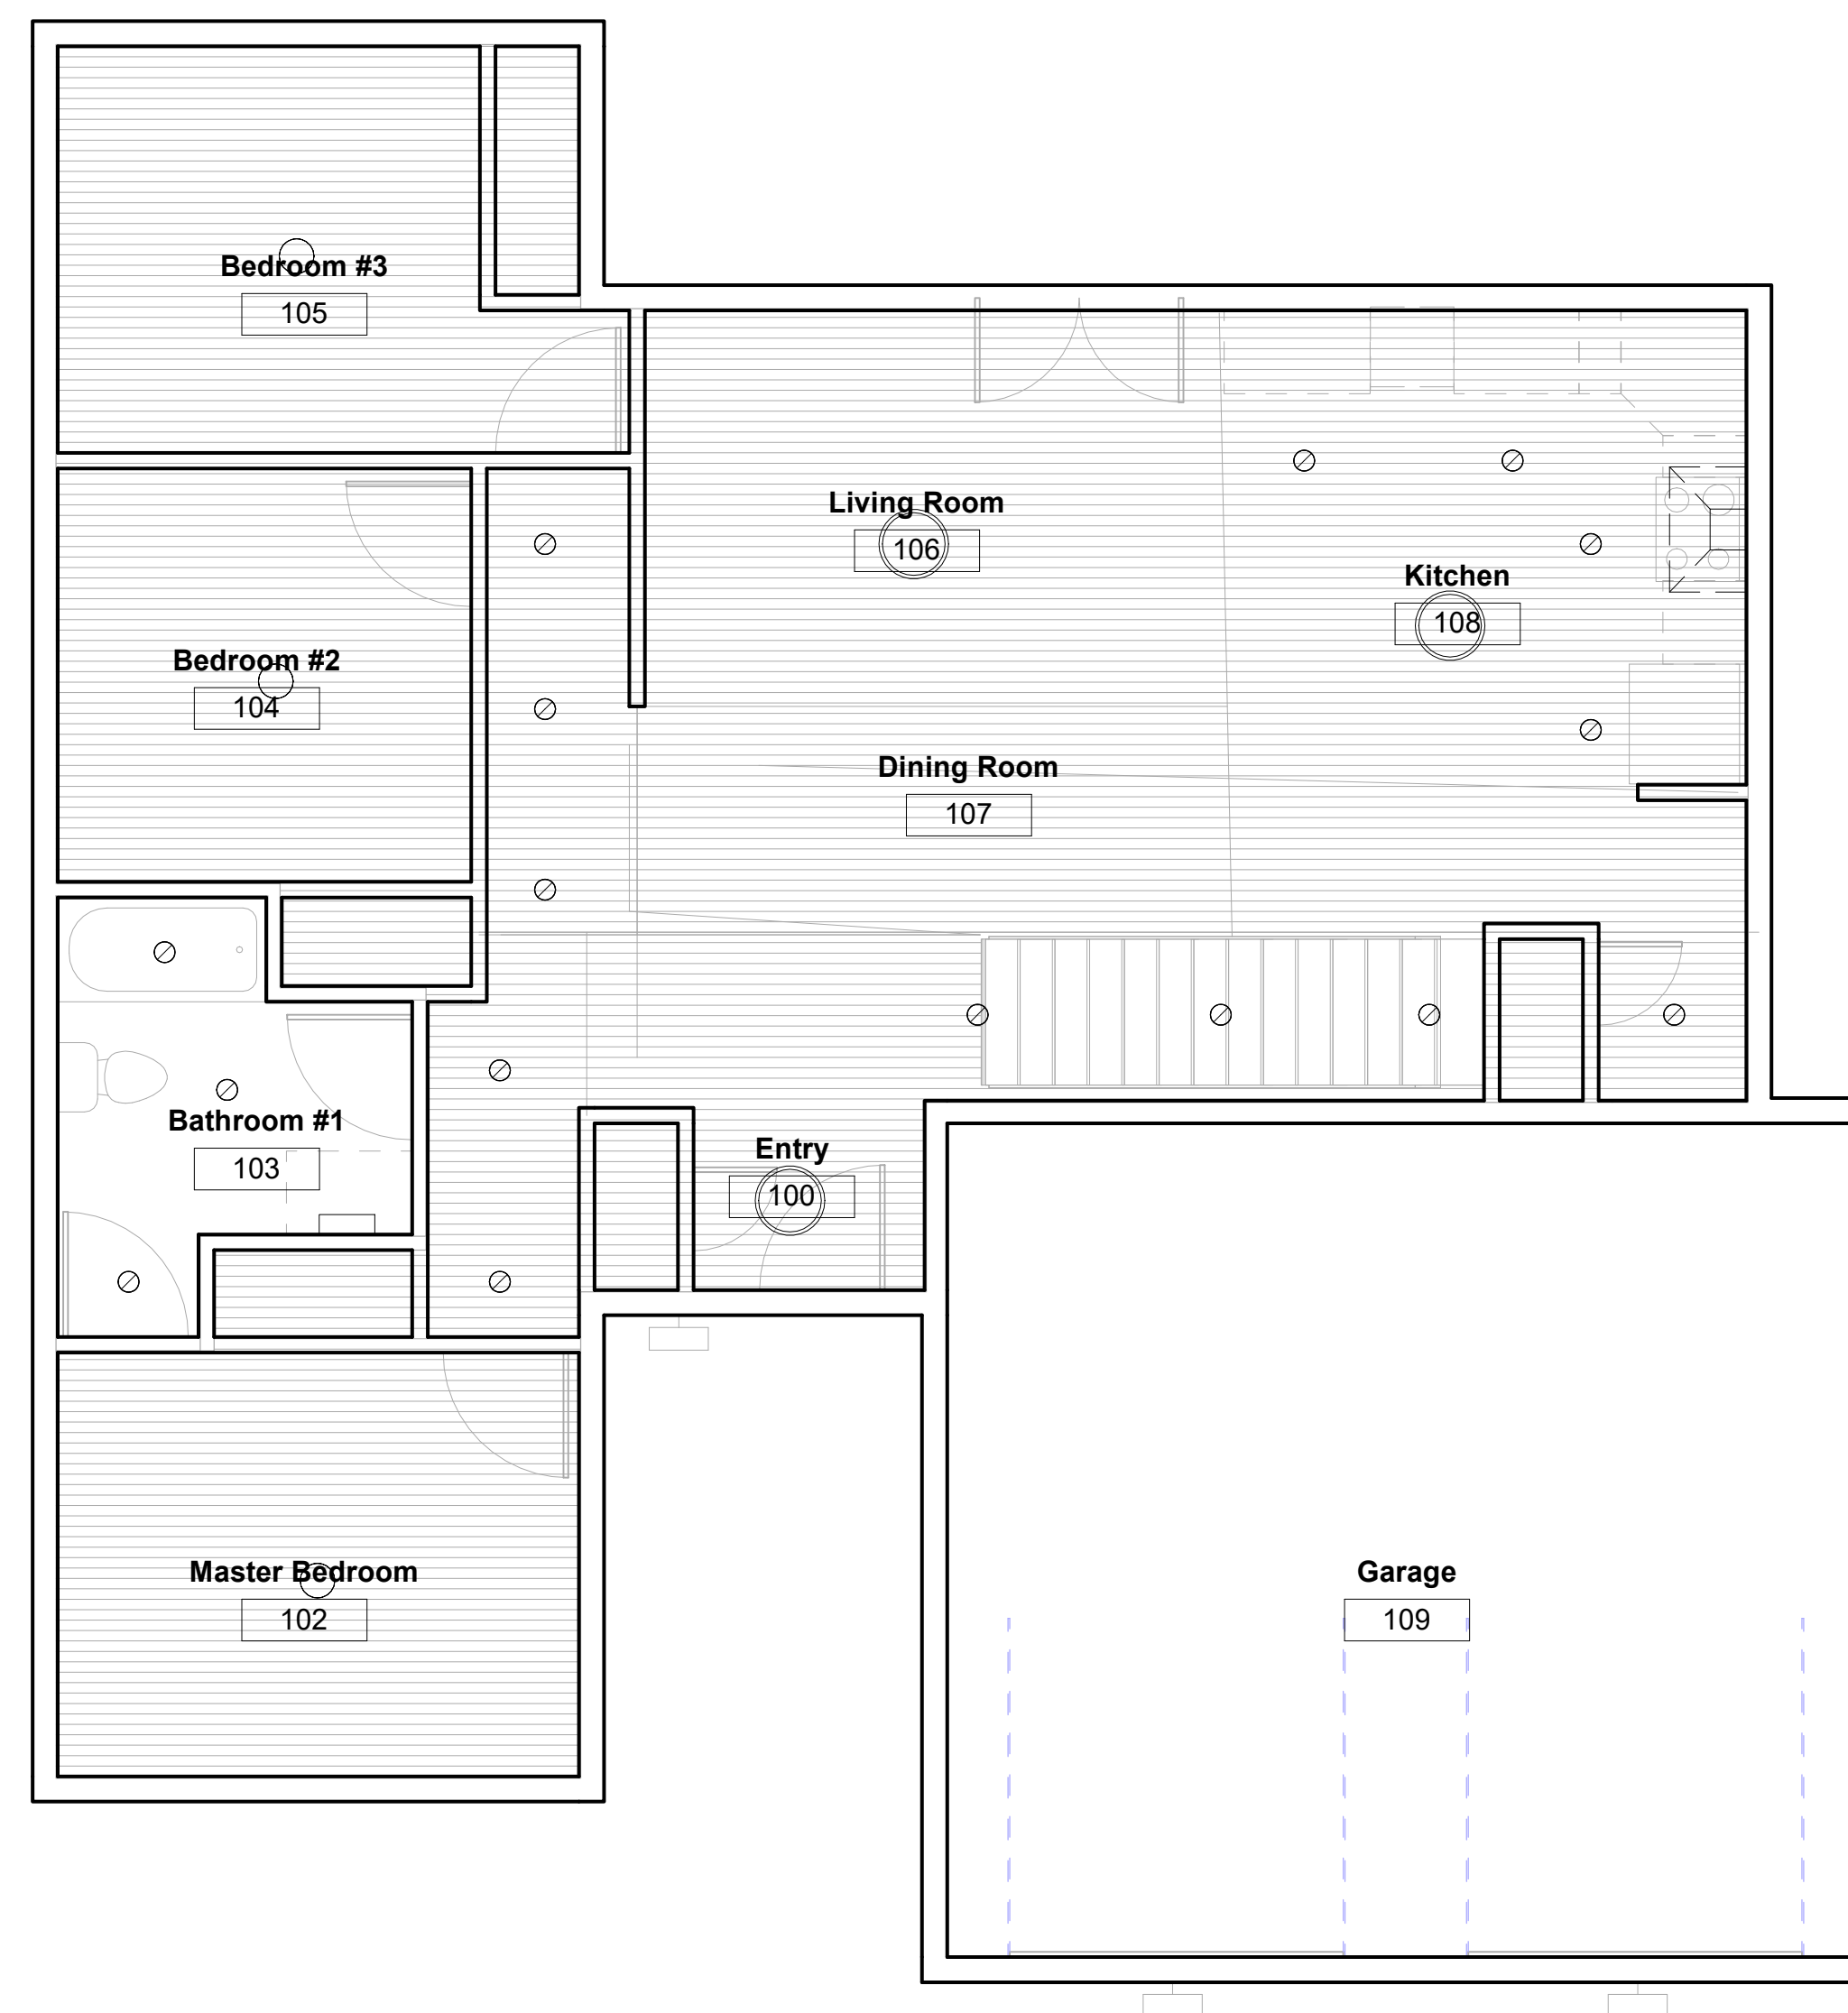 Bedroom #3
105
Living Room
106
Kitchen
108
Bedroom #2
104
Dining Room
107
Bathroom #1
103
Entry
100
Master Bedroom
102
Garage
109